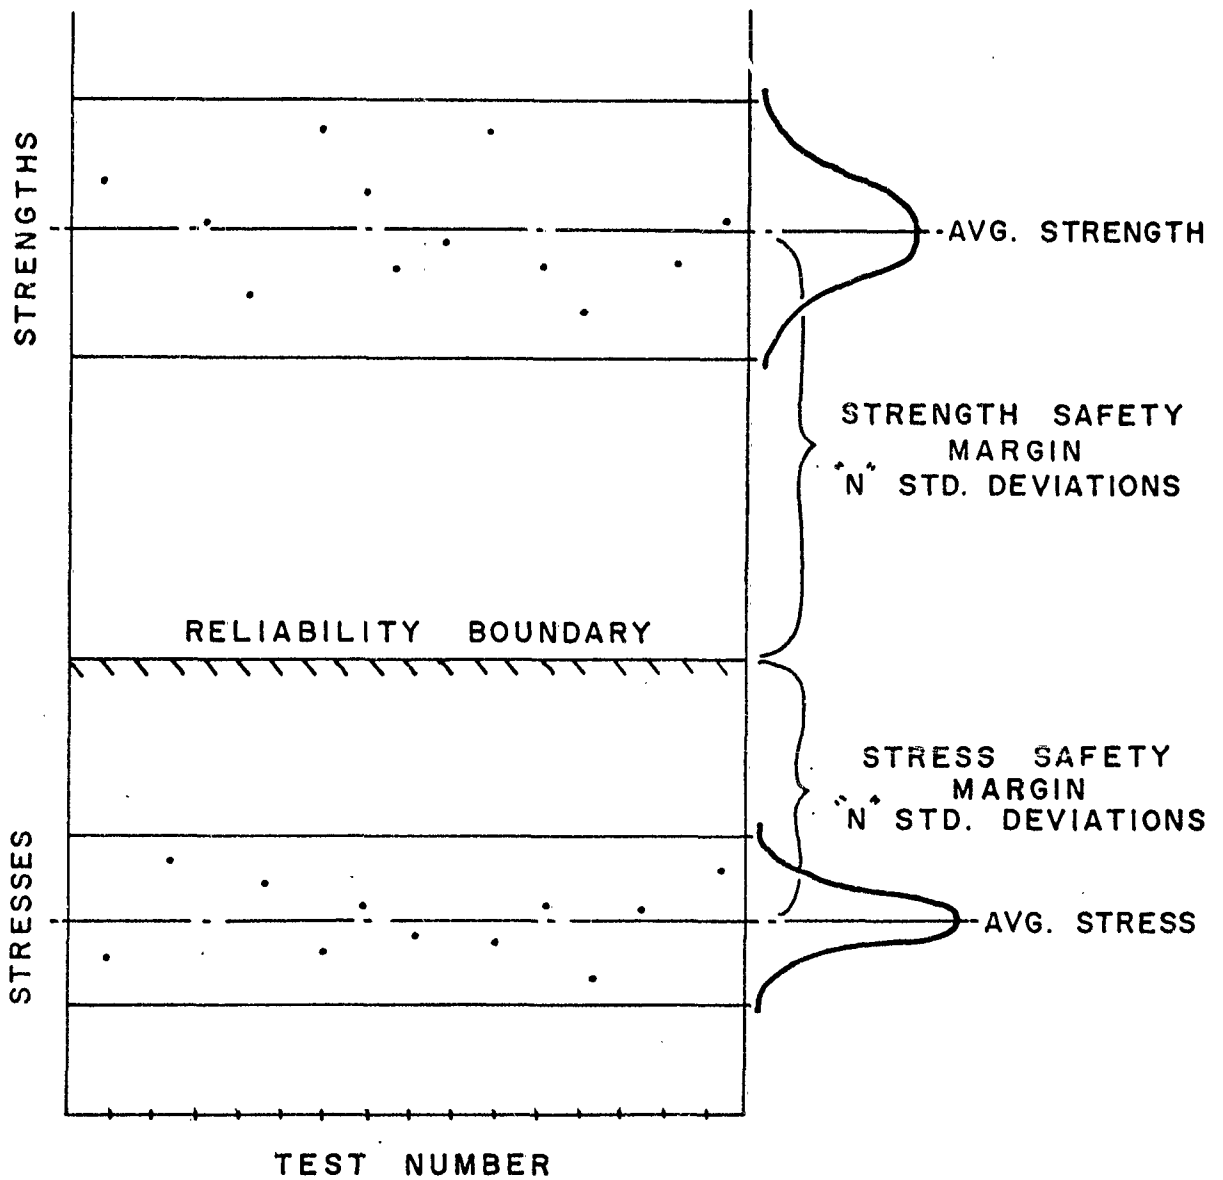 STRENGTHS
AVG. STRENGTH
STRENGTH SAFETY
MARGIN
"N" STD. DEVIATIONS
RELIABILITY BOUNDARY
STRESS SAFETY
MARGIN
"N" STD. DEVIATIONS
STRESSES
AVG. STRESS
TEST NUMBER